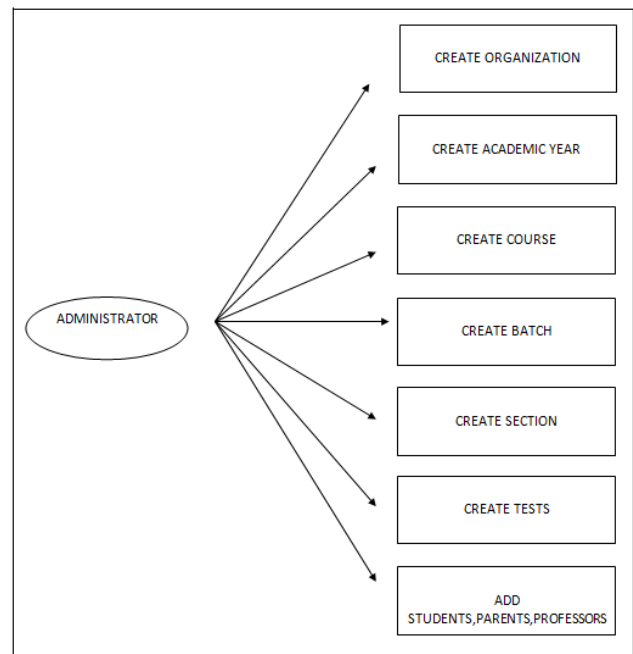 CREATE ORGANIZATION
CREATE ACADEMIC YEAR
CREATE COURSE
ADMINISTRATOR
CREATE BATCH
CREATE SECTION
CREATE TESTS
ADD
STUDENTS,PARENTS,PROFESSORS